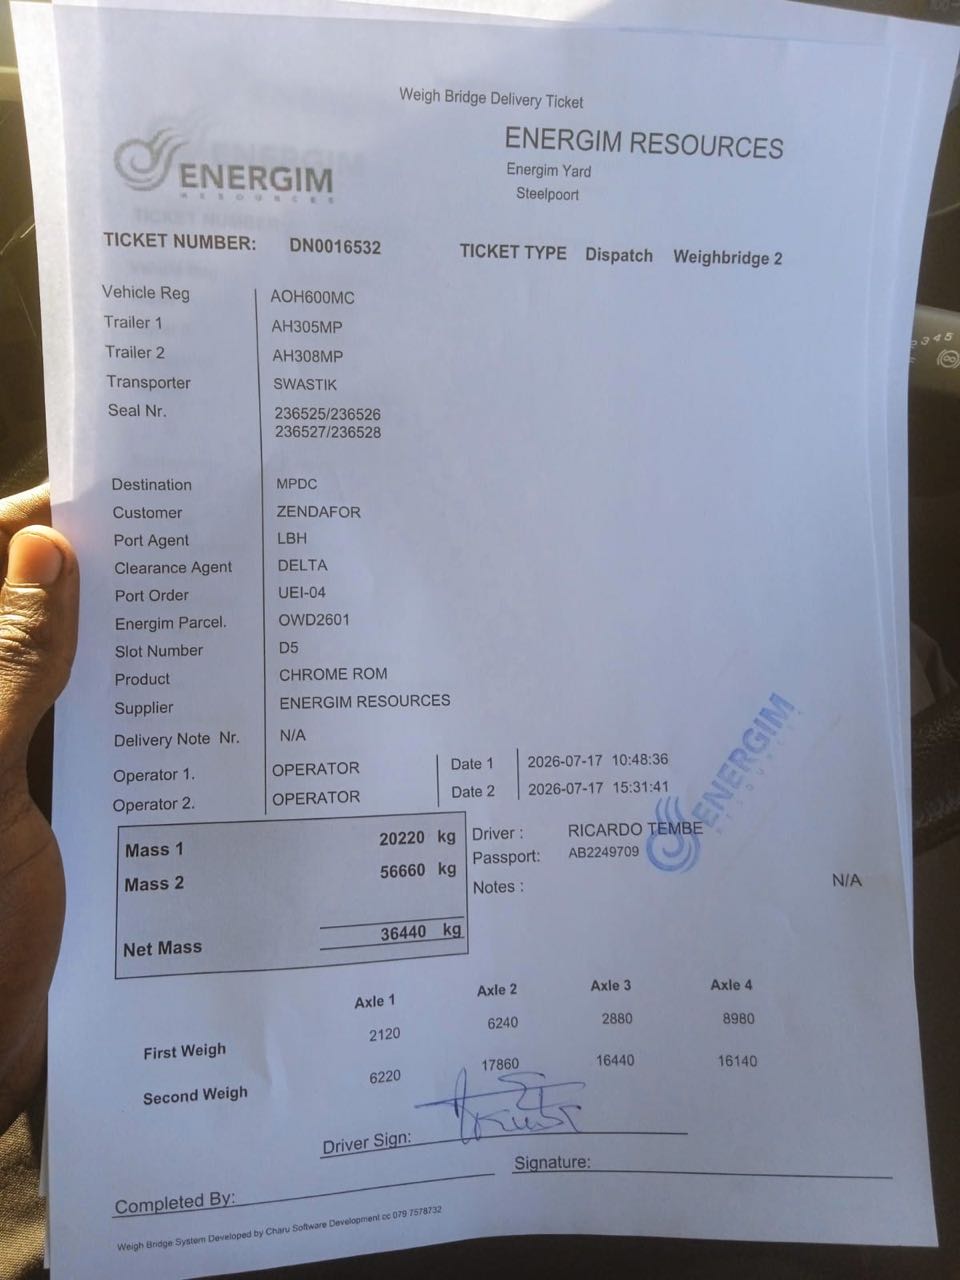 Weigh Bridge Delivery Ticket
ENERGIM
RESOURCES
ENERGIM RESOURCES
Energim Yard
Steelpoort
TICKET NUMBER: DN0016532 TICKET TYPE Dispatch Weighbridge 2
Vehicle Reg AOH600MC
Trailer 1 AH305MP
Trailer 2 AH308MP
Transporter SWASTIK
Seal Nr. 236525/236526
236527/236528
Destination MPDC
Customer ZENDAFOR
Port Agent LBH
Clearance Agent DELTA
Port Order UEI-04
Energim Parcel. OWD2601
Slot Number D5
Product CHROME ROM
Supplier ENERGIM RESOURCES
Delivery Note Nr. N/A
Operator 1. OPERATOR Date 1 2026-07-17 10:48:36
Operator 2. OPERATOR Date 2 2026-07-17 15:31:41
Mass 1 20220 kg
Mass 2 56660 kg
Net Mass 36440 kg
Driver : RICARDO TEMBE
Passport: AB2249709
Notes : N/A
ENERGIM
RESOURCES
Axle 1 Axle 2 Axle 3 Axle 4
First Weigh 2120 6240 2880 8980
Second Weigh 6220 17860 16440 16140
Driver Sign:
Signature:
Completed By:
Weigh Bridge System Developed by Charu Software Development cc 079 7578732